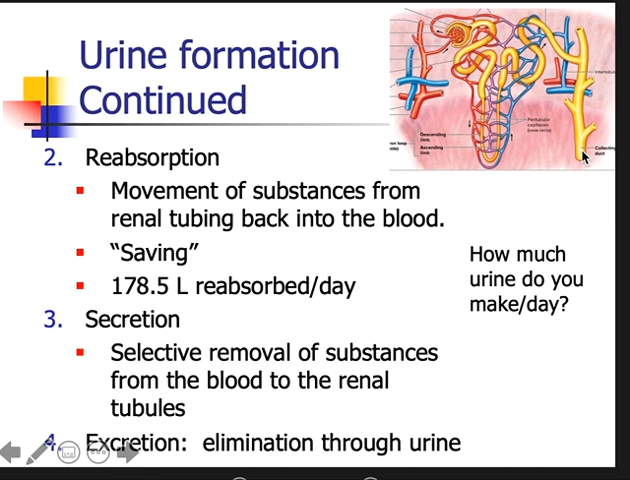 Urine formation
Continued
2. Reabsorption
Movement of substances from
renal tubing back into the blood.
"Saving"
178.5 L reabsorbed/day
3. Secretion
Selective removal of substances
from the blood to the renal
tubules
4. Excretion: elimination through urine
How much
urine do you
make/day?
Descending
limb
Ascending
limb
Peritubular
capillaries
(vasa recta)
Collecting
duct